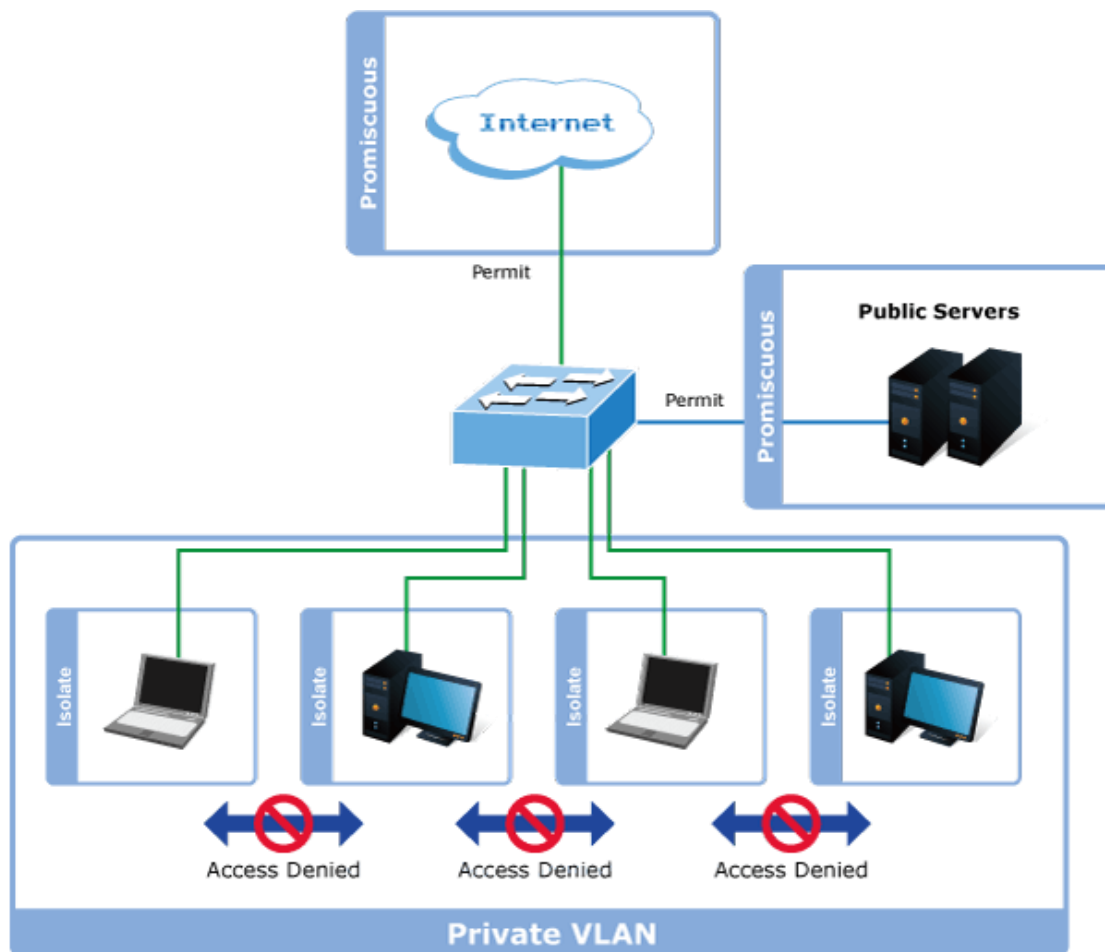 Promiscuous
Internet
Permit
Promiscuous
Public Servers
Permit
Isolate
Isolate
Isolate
Isolate
Access Denied
Access Denied
Access Denied
Private VLAN